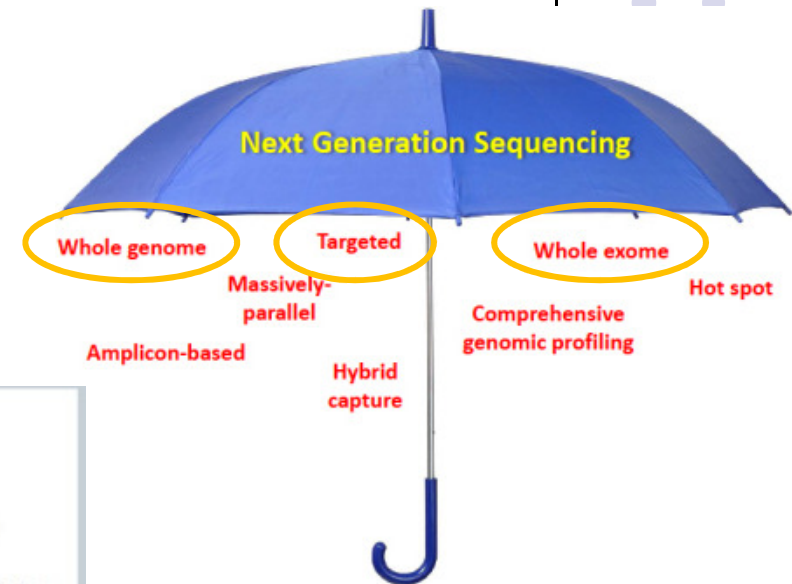 Next Generation Sequencing
Whole genome
Targeted
Whole exome
Massively-
parallel
Hot spot
Comprehensive
genomic profiling
Amplicon-based
Hybrid
capture